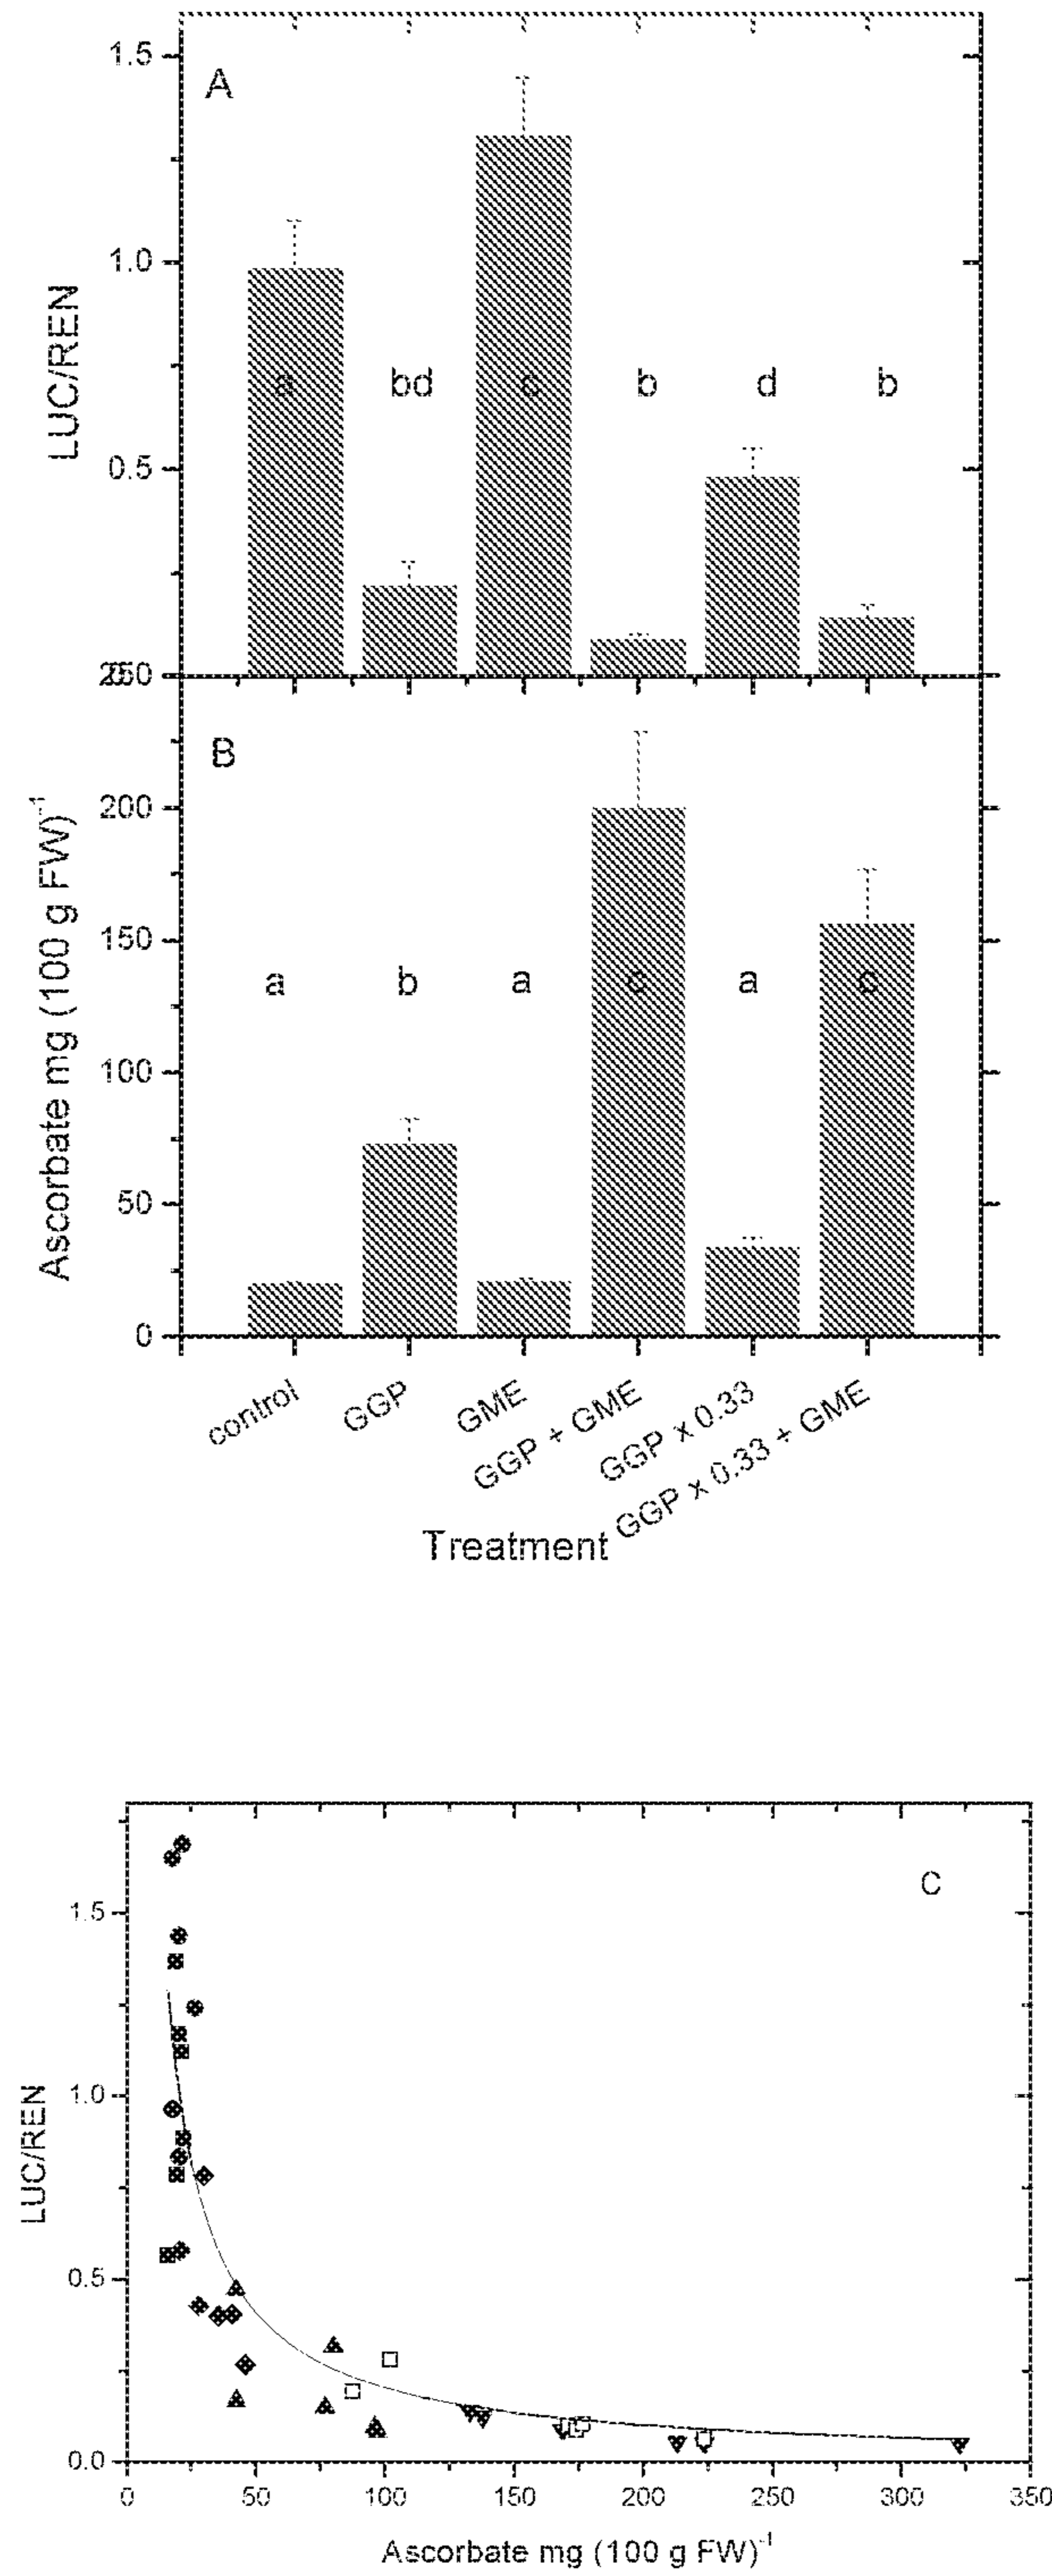 A
1.5
1.0
0.5
LUC/REN
a bd c b d b
B
250
200
150
100
50
0
Ascorbate mg (100 g FW)⁻¹
a b a c a c
control
GGP
GME
GGP + GME
GGP x 0.33
GGP x 0.33 + GME
Treatment
C
1.5
1.0
0.5
0.0
LUC/REN
0 50 100 150 200 250 300 350
Ascorbate mg (100 g FW)⁻¹